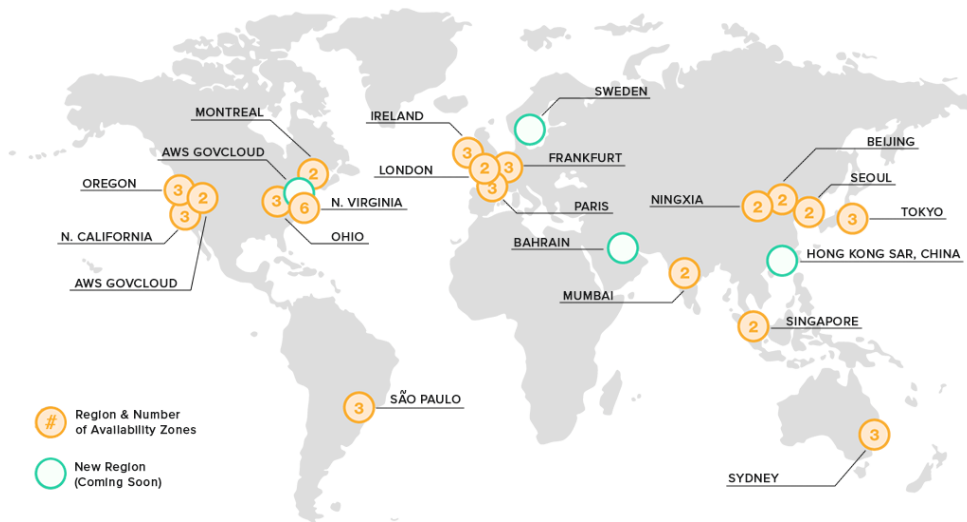 SWEDEN
MONTREAL
IRELAND
BEIJING
AWS GOVCLOUD
3
LONDON
2
3
FRANKFURT
SEOUL
OREGON
3
2
2
3
PARIS
NINGXIA
2
2
2
3
6
N. VIRGINIA
TOKYO
3
N. CALIFORNIA
3
OHIO
BAHRAIN
HONG KONG SAR, CHINA
AWS GOVCLOUD
2
MUMBAI
2
SINGAPORE
3
SÃO PAULO
# Region & Number
of Availability Zones
3
New Region
(Coming Soon)
SYDNEY